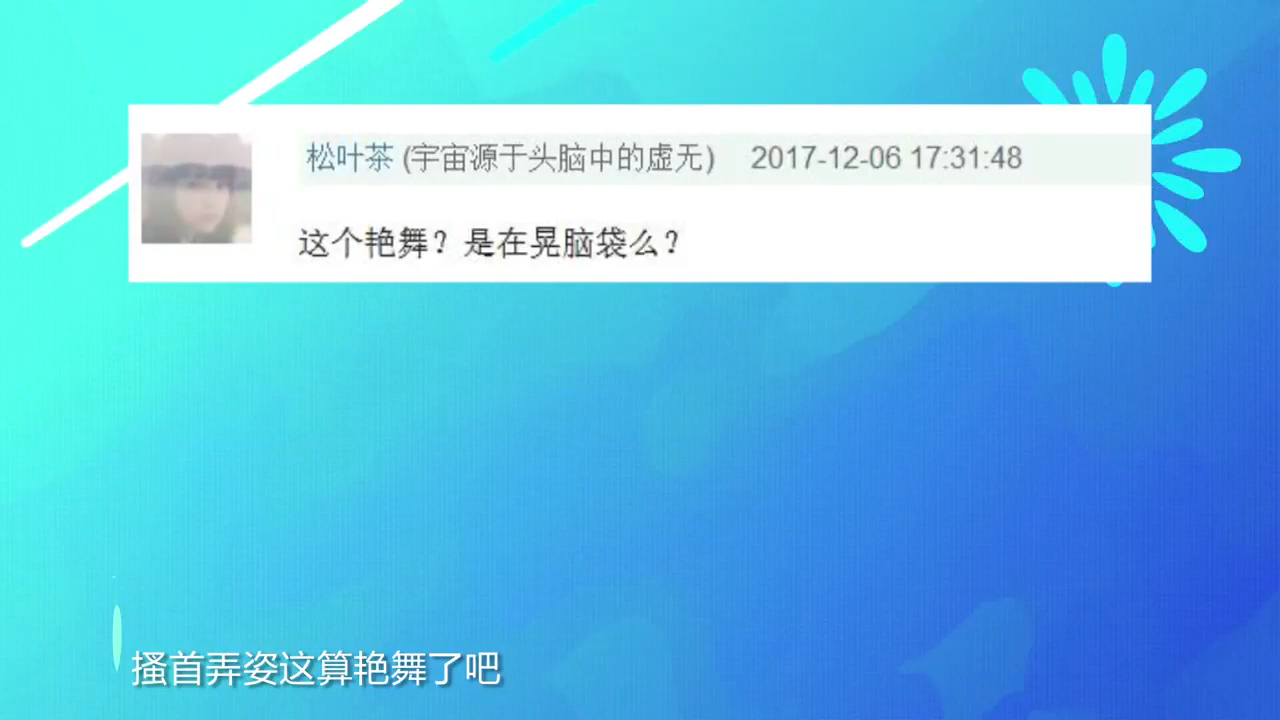 松叶茶 (宇宙源于头脑中的虚无) 2017-12-06 17:31:48
这个艳舞？是在晃脑袋么？
搔首弄姿这算艳舞了吧